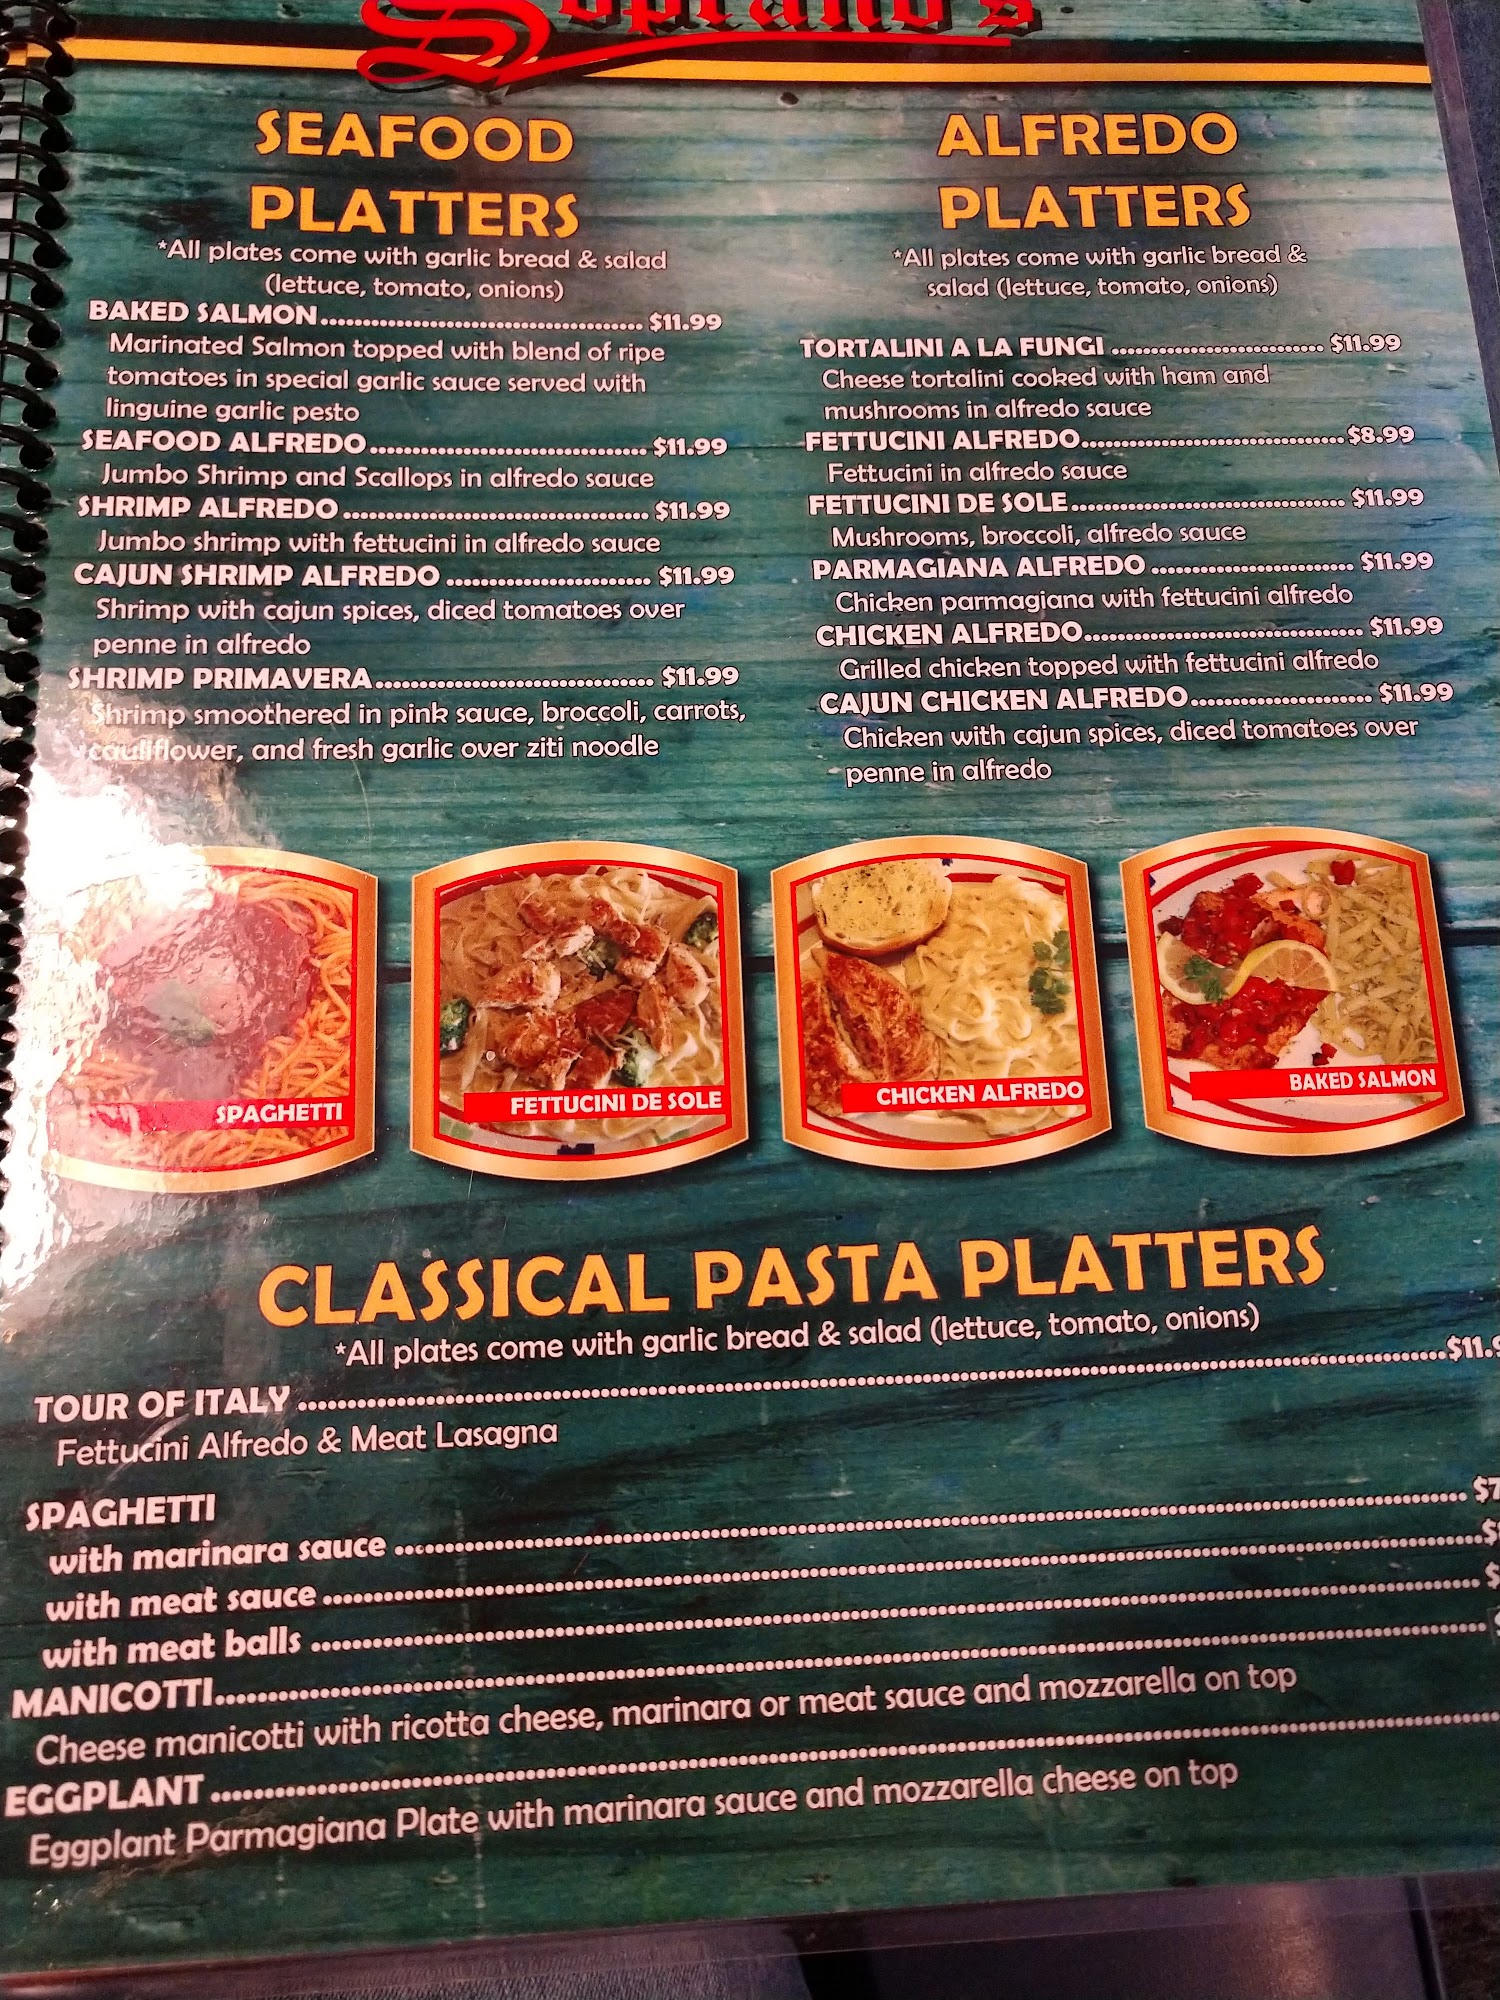 Soprano's
SEAFOOD
PLATTERS
*All plates come with garlic bread & salad
(lettuce, tomato, onions)
BAKED SALMON........................................ $11.99
Marinated Salmon topped with blend of ripe
tomatoes in special garlic sauce served with
linguine garlic pesto
SEAFOOD ALFREDO.................................. $11.99
Jumbo Shrimp and Scallops in alfredo sauce
SHRIMP ALFREDO ..................................... $11.99
Jumbo shrimp with fettucini in alfredo sauce
CAJUN SHRIMP ALFREDO ......................... $11.99
Shrimp with cajun spices, diced tomatoes over
penne in alfredo
SHRIMP PRIMAVERA.................................. $11.99
Shrimp smoothered in pink sauce, broccoli, carrots,
cauliflower, and fresh garlic over ziti noodle
ALFREDO
PLATTERS
*All plates come with garlic bread &
salad (lettuce, tomato, onions)
TORTALINI A LA FUNGI ........................... $11.99
Cheese tortalini cooked with ham and
mushrooms in alfredo sauce
FETTUCINI ALFREDO.................................$8.99
Fettucini in alfredo sauce
FETTUCINI DE SOLE.................................. $11.99
Mushrooms, broccoli, alfredo sauce
PARMAGIANA ALFREDO ......................... $11.99
Chicken parmagiana with fettucini alfredo
CHICKEN ALFREDO.................................. $11.99
Grilled chicken topped with fettucini alfredo
CAJUN CHICKEN ALFREDO...................... $11.99
Chicken with cajun spices, diced tomatoes over
penne in alfredo
SPAGHETTI
FETTUCINI DE SOLE
CHICKEN ALFREDO
BAKED SALMON
CLASSICAL PASTA PLATTERS
*All plates come with garlic bread & salad (lettuce, tomato, onions)
TOUR OF ITALY ........................................................................$11.9
Fettucini Alfredo & Meat Lasagna
SPAGHETTI
with marinara sauce ........................................................................ $7
with meat sauce ........................................................................$
with meat balls ........................................................................ $
MANICOTTI........................................................................
Cheese manicotti with ricotta cheese, marinara or meat sauce and mozzarella on top
EGGPLANT ........................................................................
Eggplant Parmagiana Plate with marinara sauce and mozzarella cheese on top